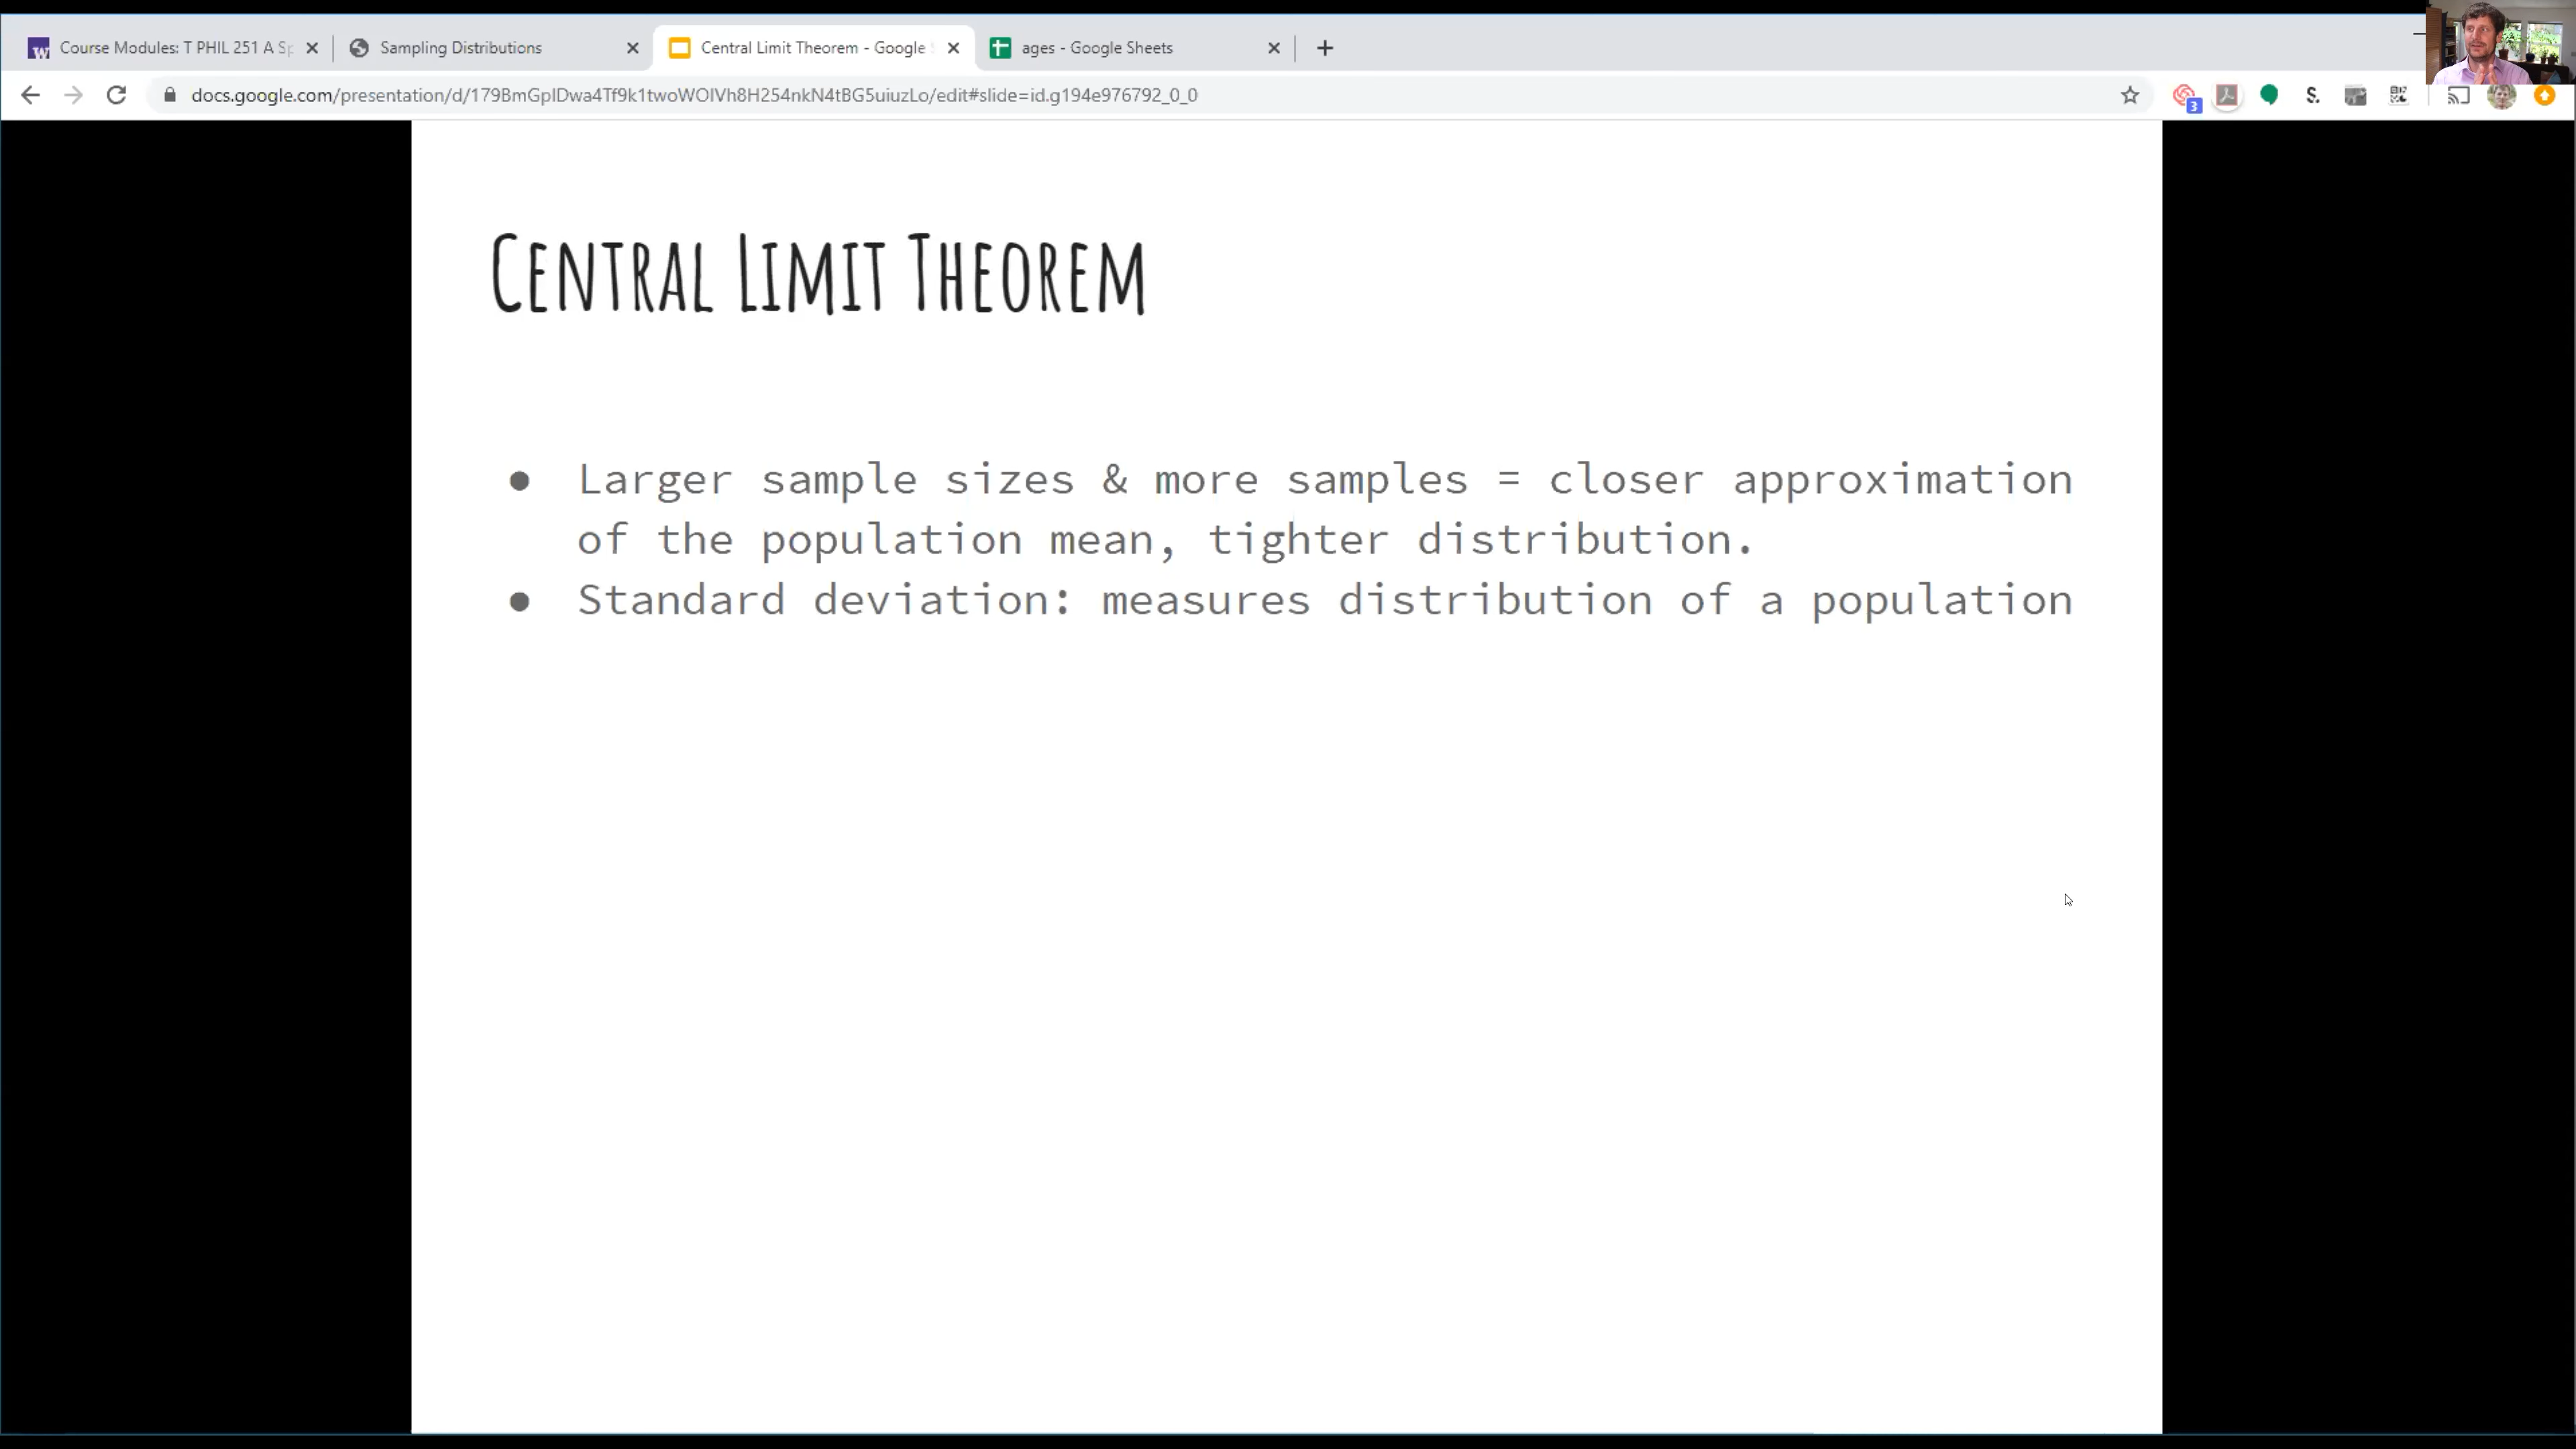 Course Modules: T PHIL 251 A Sp
Sampling Distributions
Central Limit Theorem - Google S
ages - Google Sheets
docs.google.com/presentation/d/179BmGpIDwa4Tf9k1twoWOIVh8H254nkN4tBG5uiuzLo/edit#slide=id.g194e976792_0_0
3
S.
CENTRAL LIMIT THEOREM
● Larger sample sizes & more samples = closer approximation
of the population mean, tighter distribution.
● Standard deviation: measures distribution of a population